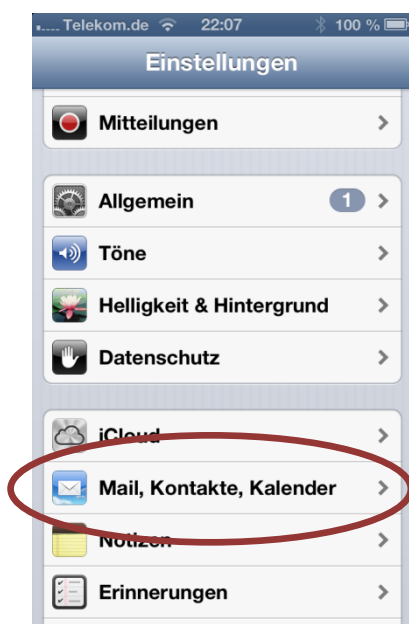 Telekom.de 22:07 100 %
Einstellungen
Mitteilungen
Allgemein 1
Töne
Helligkeit & Hintergrund
Datenschutz
iCloud
Mail, Kontakte, Kalender
Notizen
Erinnerungen